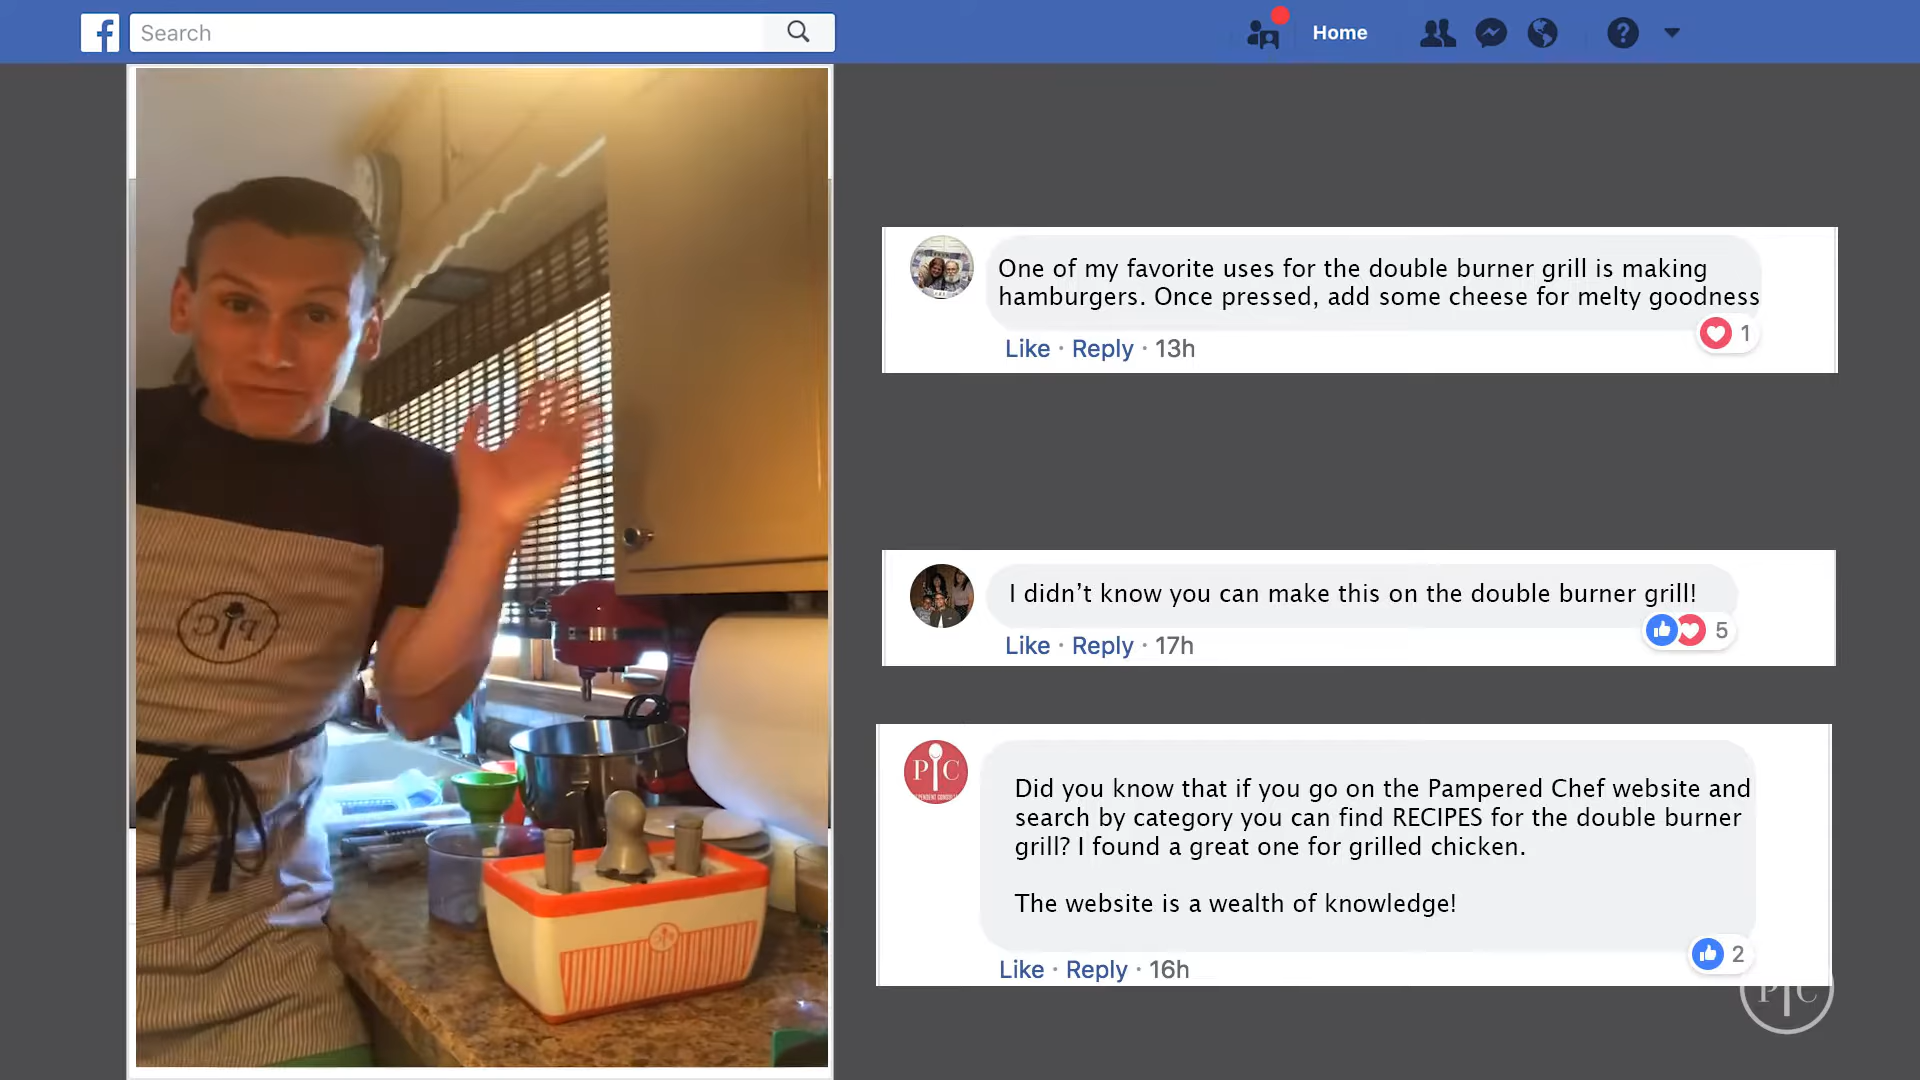 f
Search
Home
?
One of my favorite uses for the double burner grill is making
hamburgers. Once pressed, add some cheese for melty goodness
1
Like · Reply · 13h
I didn’t know you can make this on the double burner grill!
5
Like · Reply · 17h
PC
Did you know that if you go on the Pampered Chef website and
search by category you can find RECIPES for the double burner
grill? I found a great one for grilled chicken.
The website is a wealth of knowledge!
2
Like · Reply · 16h
PC
PC